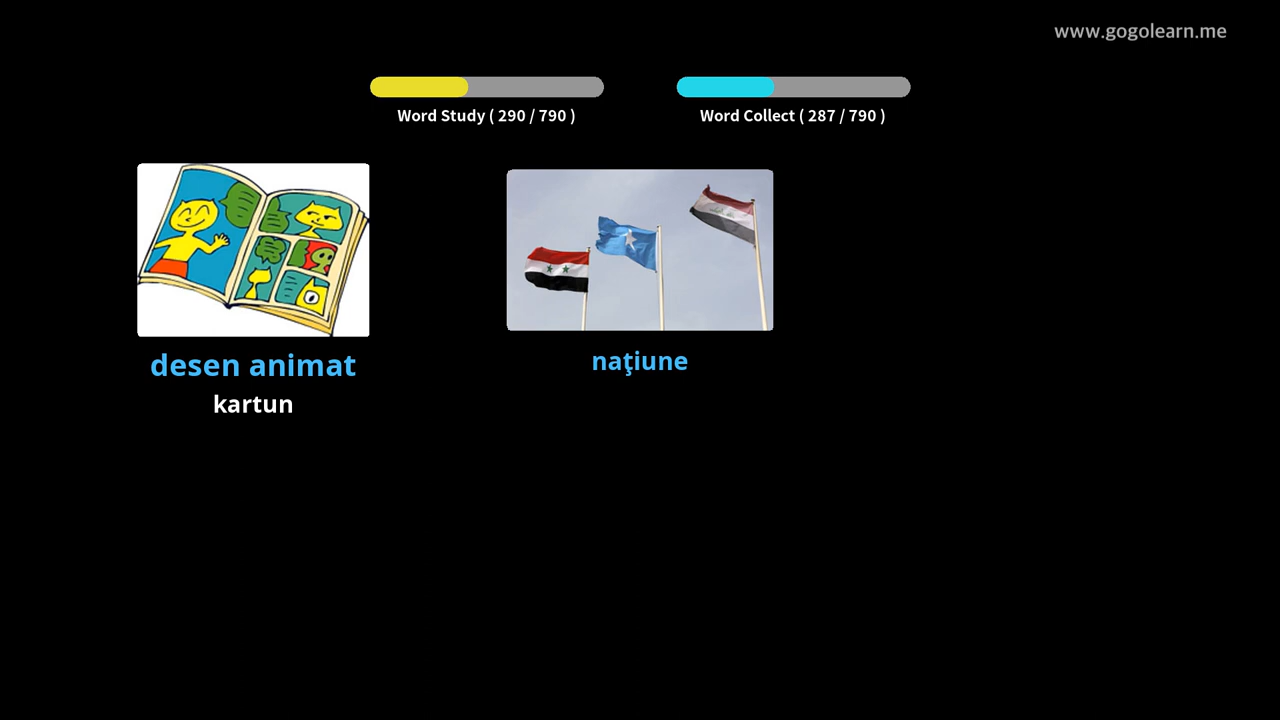 www.gogolearn.me
Word Study ( 290 / 790 )
Word Collect ( 287 / 790 )
desen animat
kartun
naţiune